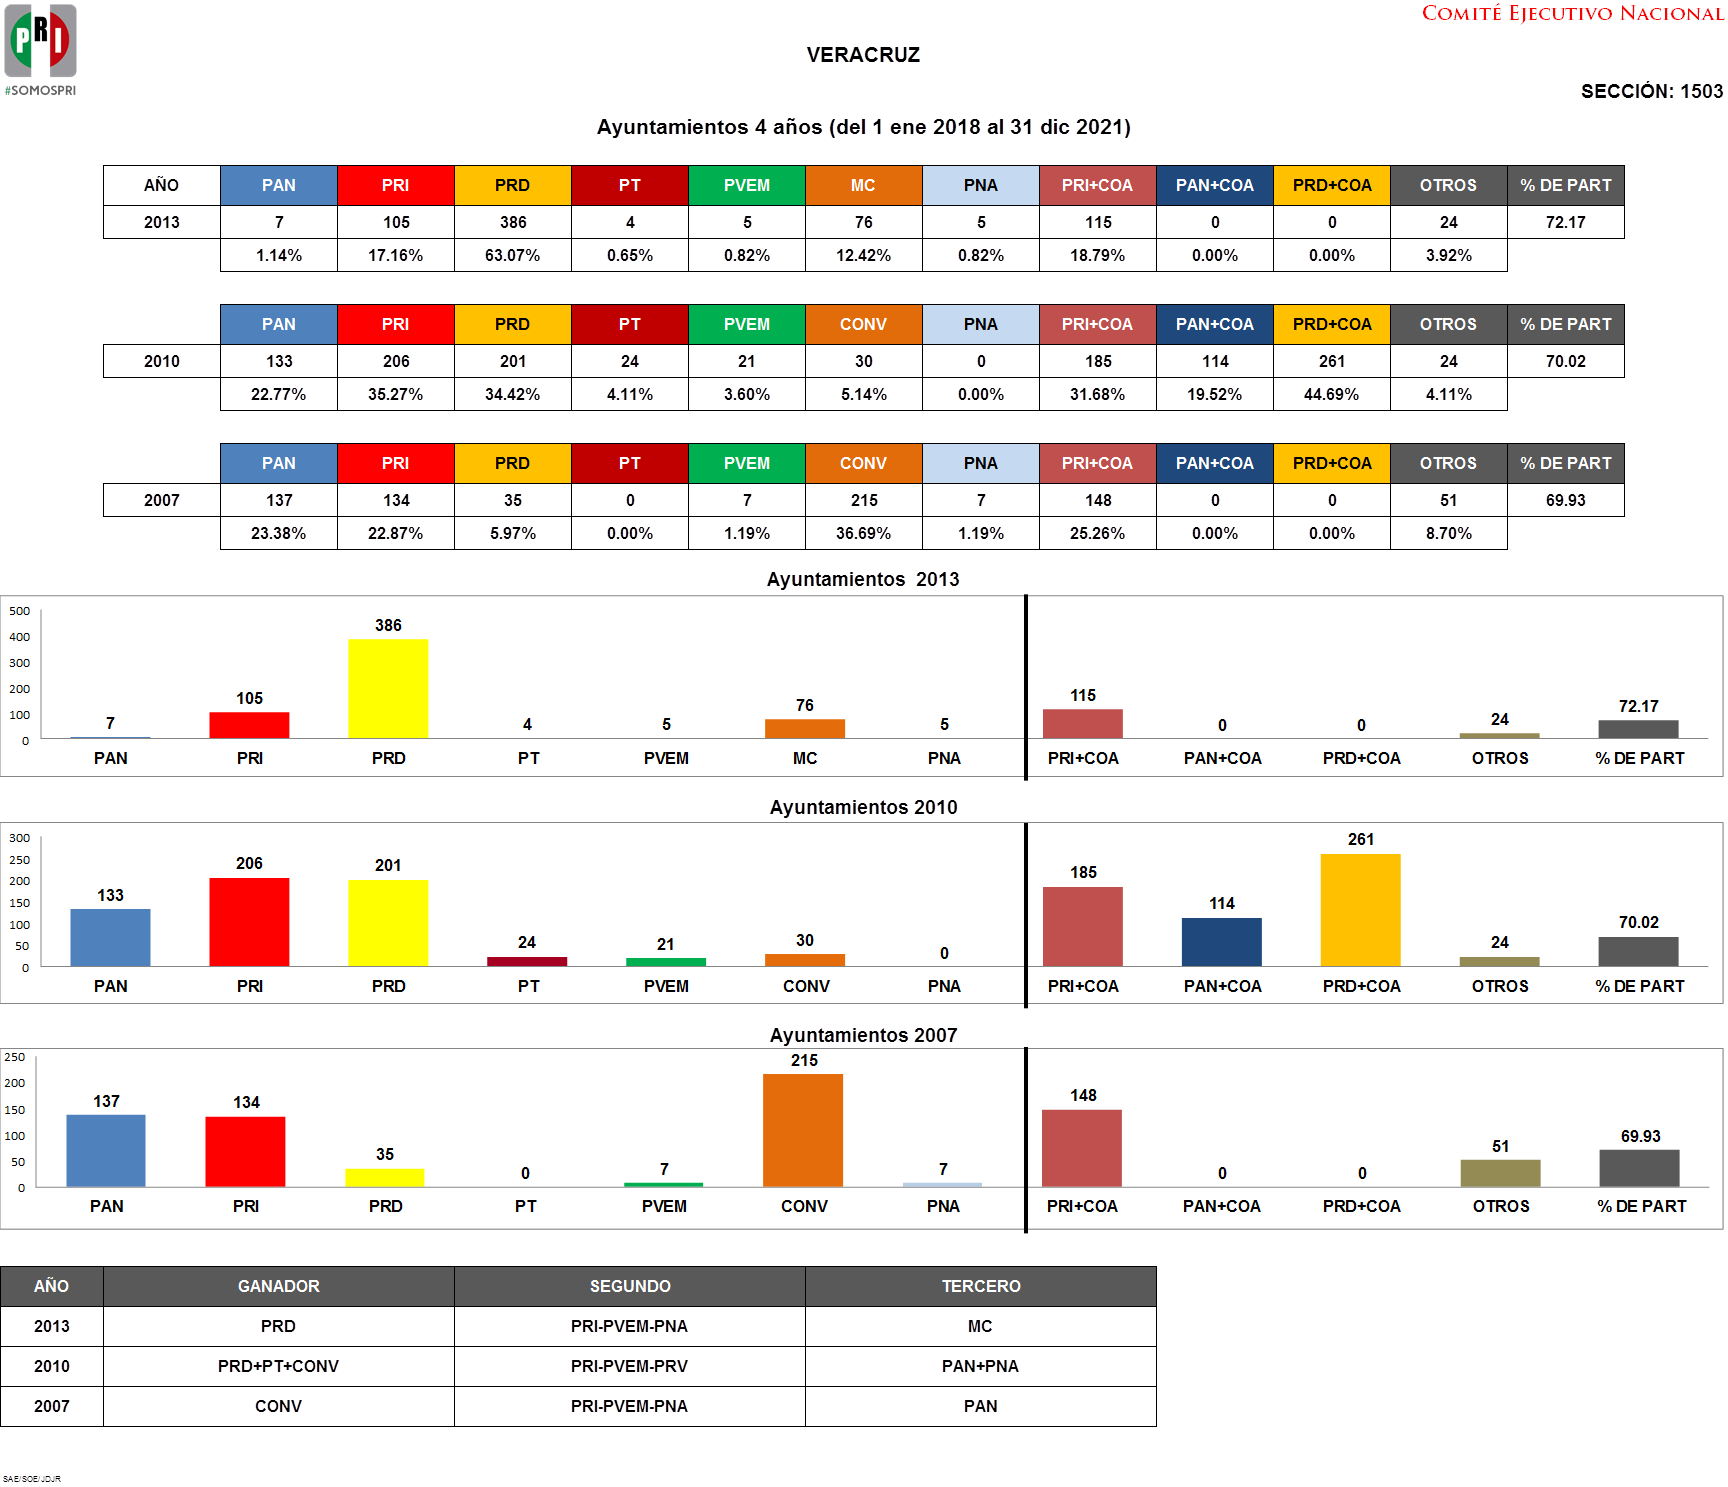 PRI
#SOMOSPRI
COMITÉ EJECUTIVO NACIONAL
VERACRUZ
SECCIÓN: 1503
Ayuntamientos 4 años (del 1 ene 2018 al 31 dic 2021)
AÑO PAN PRI PRD PT PVEM MC PNA PRI+COA PAN+COA PRD+COA OTROS % DE PART
2013 7 105 386 4 5 76 5 115 0 0 24 72.17
1.14% 17.16% 63.07% 0.65% 0.82% 12.42% 0.82% 18.79% 0.00% 0.00% 3.92%
PAN PRI PRD PT PVEM CONV PNA PRI+COA PAN+COA PRD+COA OTROS % DE PART
2010 133 206 201 24 21 30 0 185 114 261 24 70.02
22.77% 35.27% 34.42% 4.11% 3.60% 5.14% 0.00% 31.68% 19.52% 44.69% 4.11%
PAN PRI PRD PT PVEM CONV PNA PRI+COA PAN+COA PRD+COA OTROS % DE PART
2007 137 134 35 0 7 215 7 148 0 0 51 69.93
23.38% 22.87% 5.97% 0.00% 1.19% 36.69% 1.19% 25.26% 0.00% 0.00% 8.70%
Ayuntamientos 2013
500
400
300
200
100
0
7 105 386 4 5 76 5 115 0 0 24 72.17
PAN PRI PRD PT PVEM MC PNA PRI+COA PAN+COA PRD+COA OTROS % DE PART
Ayuntamientos 2010
300
250
200
150
100
50
0
133 206 201 24 21 30 0 185 114 261 24 70.02
PAN PRI PRD PT PVEM CONV PNA PRI+COA PAN+COA PRD+COA OTROS % DE PART
Ayuntamientos 2007
250
200
150
100
50
0
137 134 35 0 7 215 7 148 0 0 51 69.93
PAN PRI PRD PT PVEM CONV PNA PRI+COA PAN+COA PRD+COA OTROS % DE PART
AÑO GANADOR SEGUNDO TERCERO
2013 PRD PRI-PVEM-PNA MC
2010 PRD+PT+CONV PRI-PVEM-PRV PAN+PNA
2007 CONV PRI-PVEM-PNA PAN
SAE/SOE/JDJR